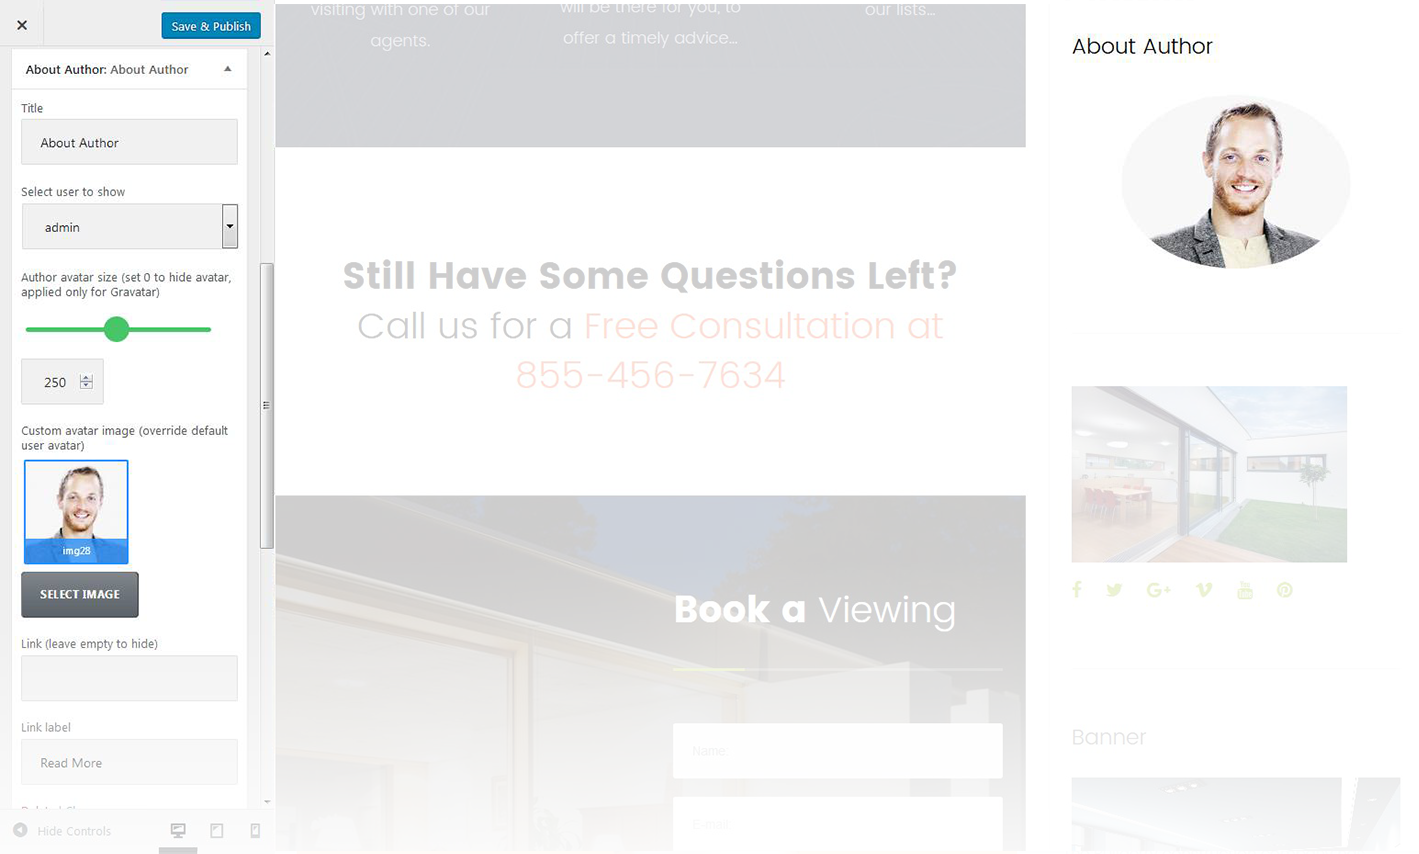 Save & Publish
About Author: About Author
Title
About Author
Select user to show
admin
Author avatar size (set 0 to hide avatar,
applied only for Gravatar)
250
Custom avatar image (override default
user avatar)
img28
SELECT IMAGE
Link (leave empty to hide)
Link label
Read More
Hide Controls
visiting with one of our
agents.
will be there for you, to
offer a timely advice...
our lists...
Still Have Some Questions Left?
Call us for a Free Consultation at
855-456-7634
Book a Viewing
Name
About Author
Banner